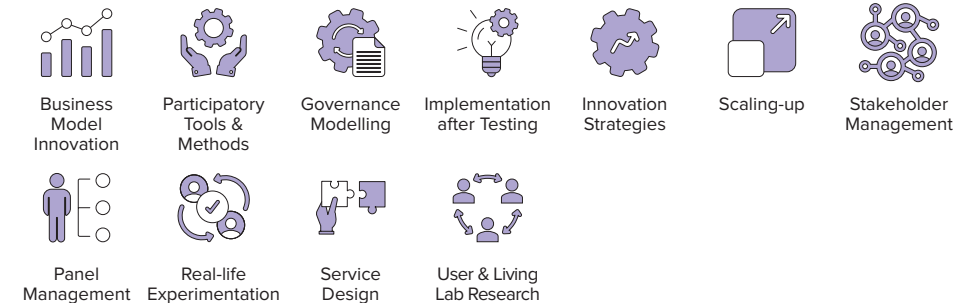 Business
Model
Innovation
Participatory
Tools &
Methods
Governance
Modelling
Implementation
after Testing
Innovation
Strategies
Scaling-up
Stakeholder
Management
Panel
Management
Real-life
Experimentation
Service
Design
User & Living
Lab Research